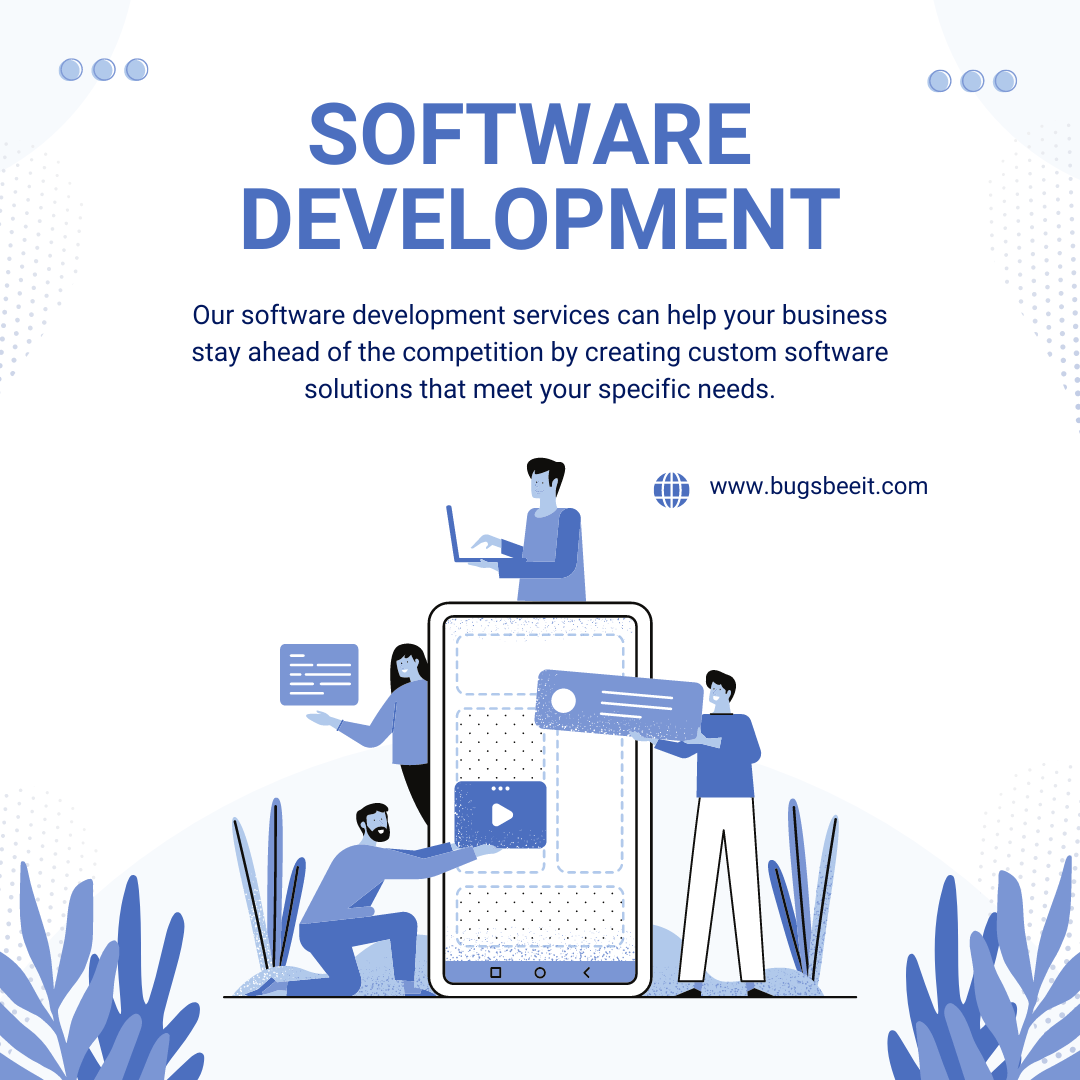 SOFTWARE
DEVELOPMENT
Our software development services can help your business
stay ahead of the competition by creating custom software
solutions that meet your specific needs.
www.bugsbeeit.com